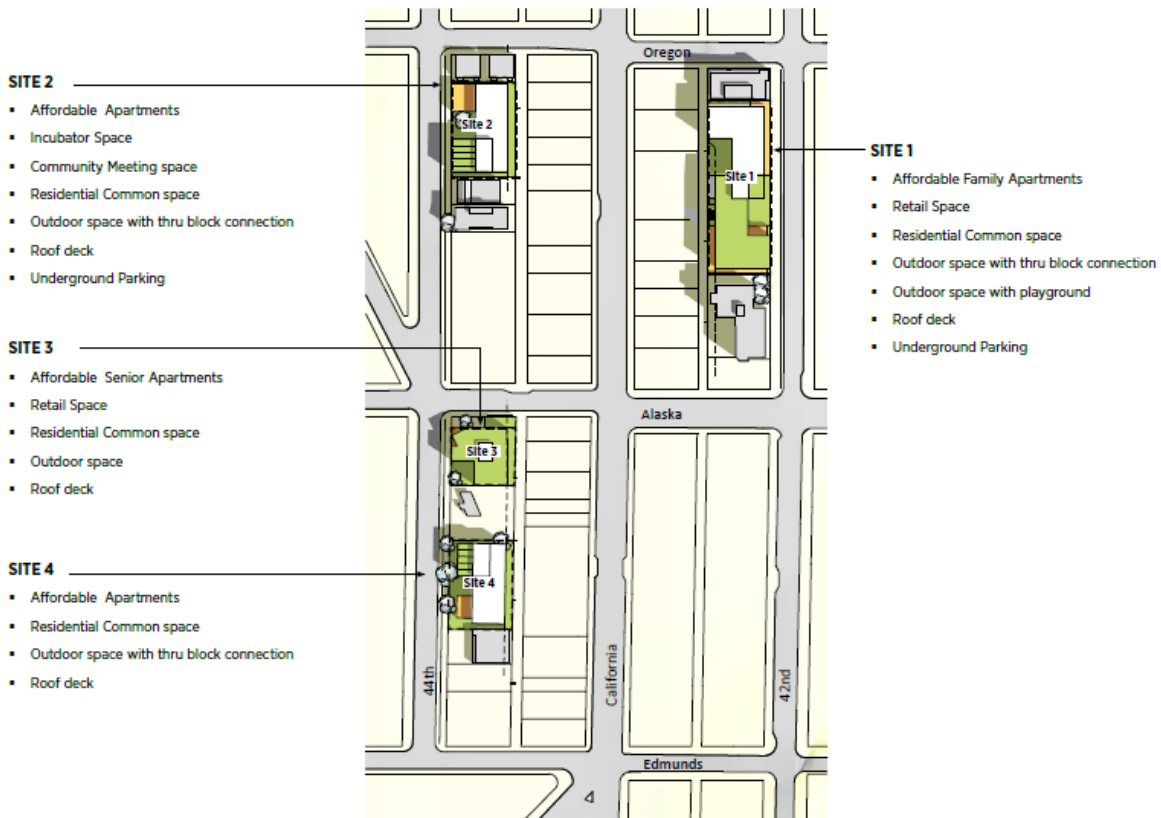 SITE 2
▪ Affordable Apartments
▪ Incubator Space
▪ Community Meeting space
▪ Residential Common space
▪ Outdoor space with thru block connection
▪ Roof deck
▪ Underground Parking
SITE 3
▪ Affordable Senior Apartments
▪ Retail Space
▪ Residential Common space
▪ Outdoor space
▪ Roof deck
SITE 4
▪ Affordable Apartments
▪ Residential Common space
▪ Outdoor space with thru block connection
▪ Roof deck
Oregon
Site 2
Site 1
Alaska
Site 3
Site 4
44th
California
42nd
Edmunds
SITE 1
▪ Affordable Family Apartments
▪ Retail Space
▪ Residential Common space
▪ Outdoor space with thru block connection
▪ Outdoor space with playground
▪ Roof deck
▪ Underground Parking